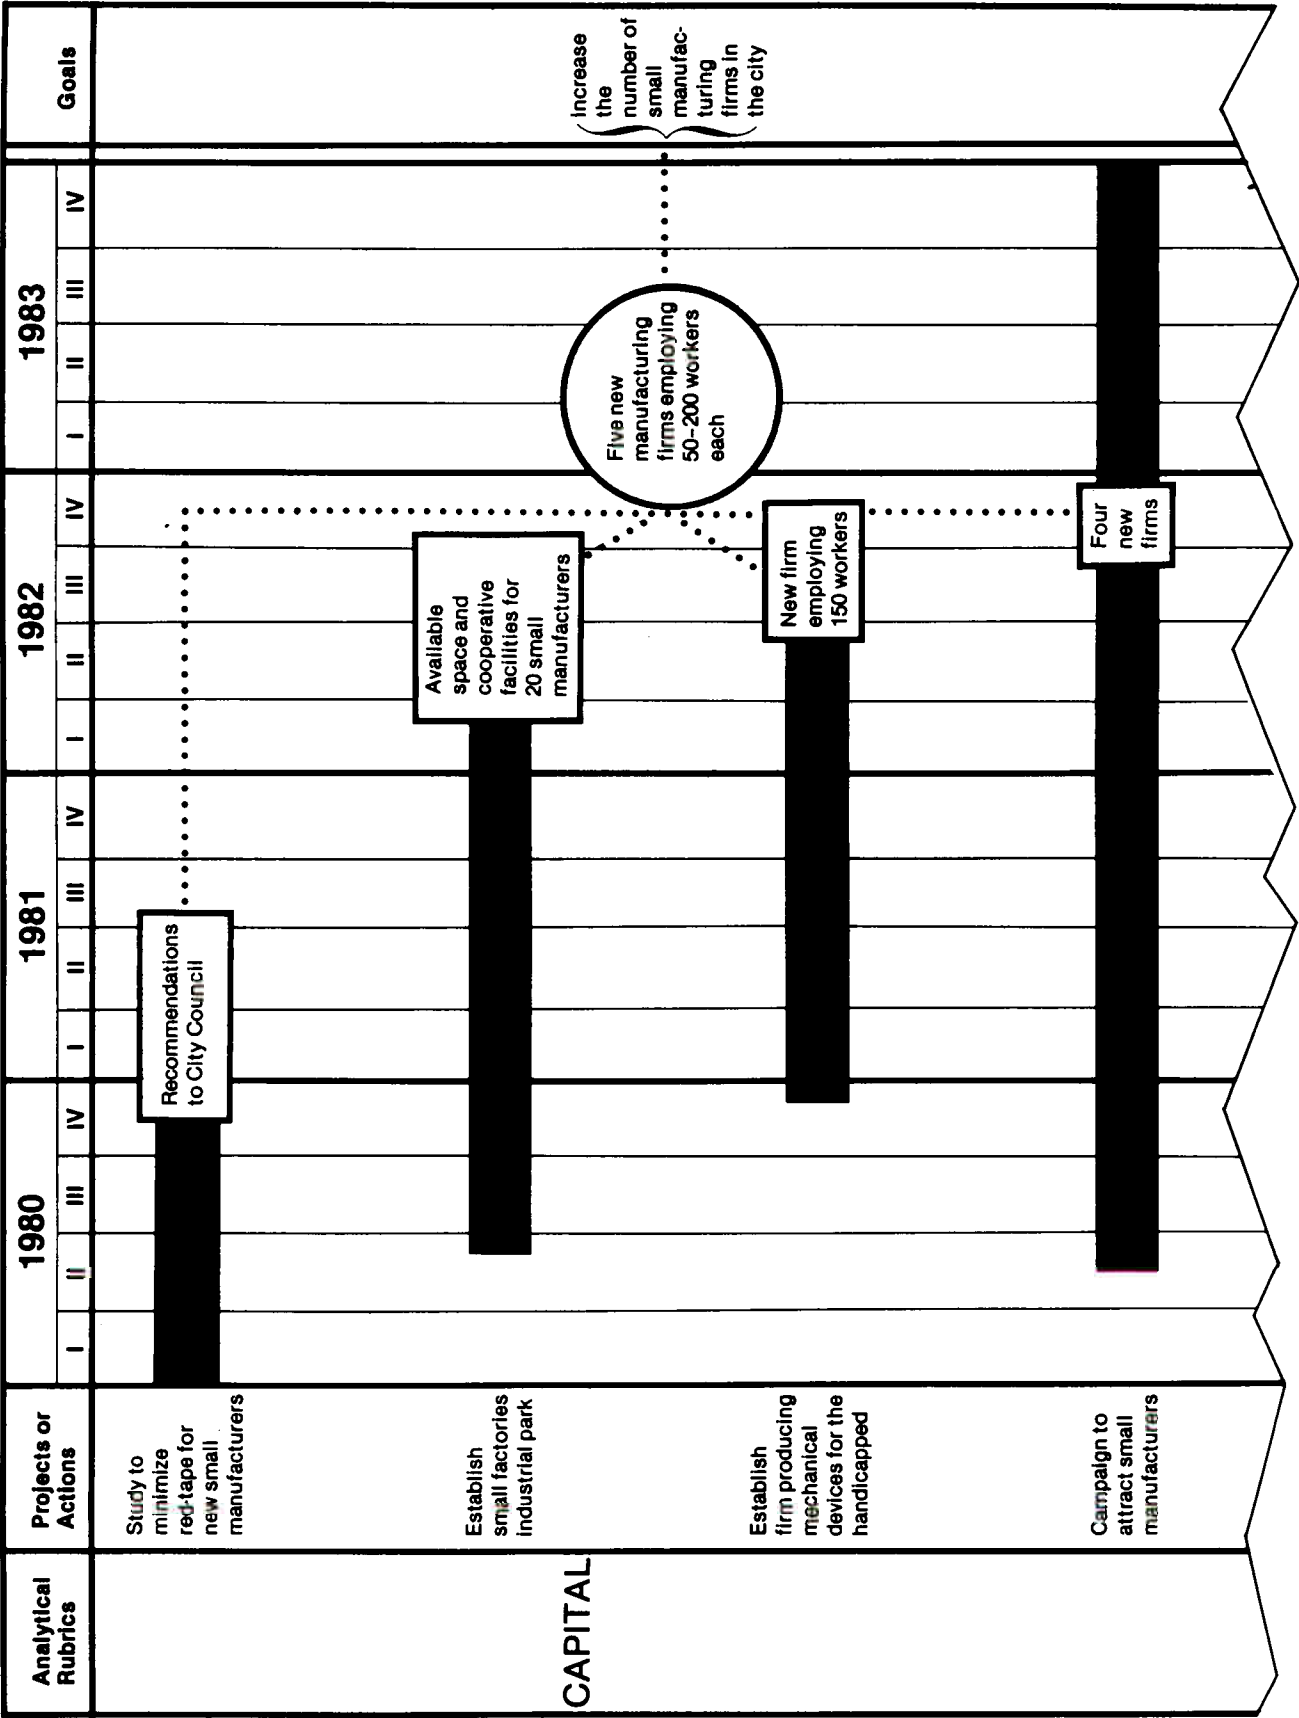 Analytical
Rubrics
Projects or
Actions
1980
1981
1982
1983
Goals
I
II
III
IV
I
II
III
IV
I
II
III
IV
I
II
III
IV
CAPITAL
Study to
minimize
red-tape for
new small
manufacturers
Recommendations
to City Council
Establish
small factories
industrial park
Available
space and
cooperative
facilities for
20 small
manufacturers
Five new
manufacturing
firms employing
50-200 workers
each
Increase
the
number of
small
manufac-
turing
firms in
the city
Establish
firm producing
mechanical
devices for the
handicapped
New firm
employing
150 workers
Campaign to
attract small
manufacturers
Four
new
firms